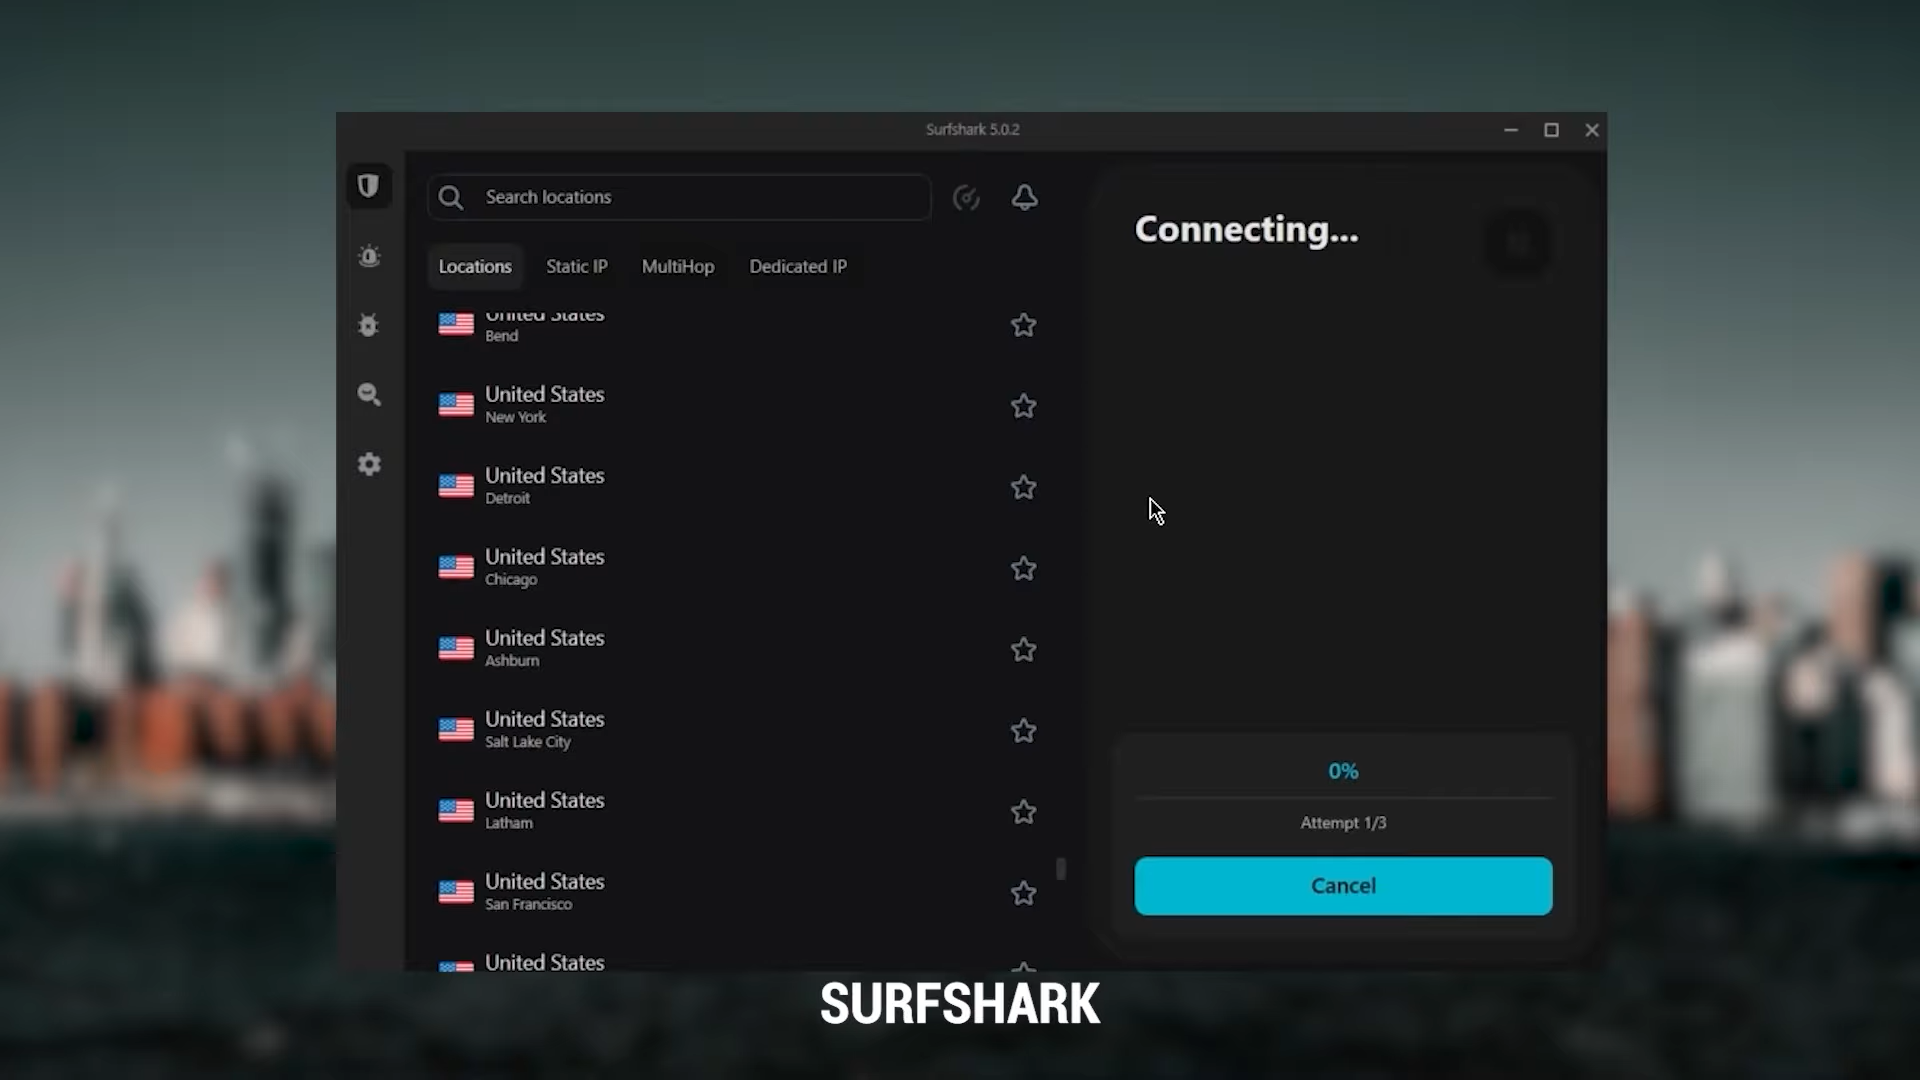 Surfshark 5.0.2
Search locations
Locations
Static IP
MultiHop
Dedicated IP
United States
Bend
United States
New York
United States
Detroit
United States
Chicago
United States
Ashburn
United States
Salt Lake City
United States
Latham
United States
San Francisco
United States
Connecting...
0%
Attempt 1/3
Cancel
SURFSHARK